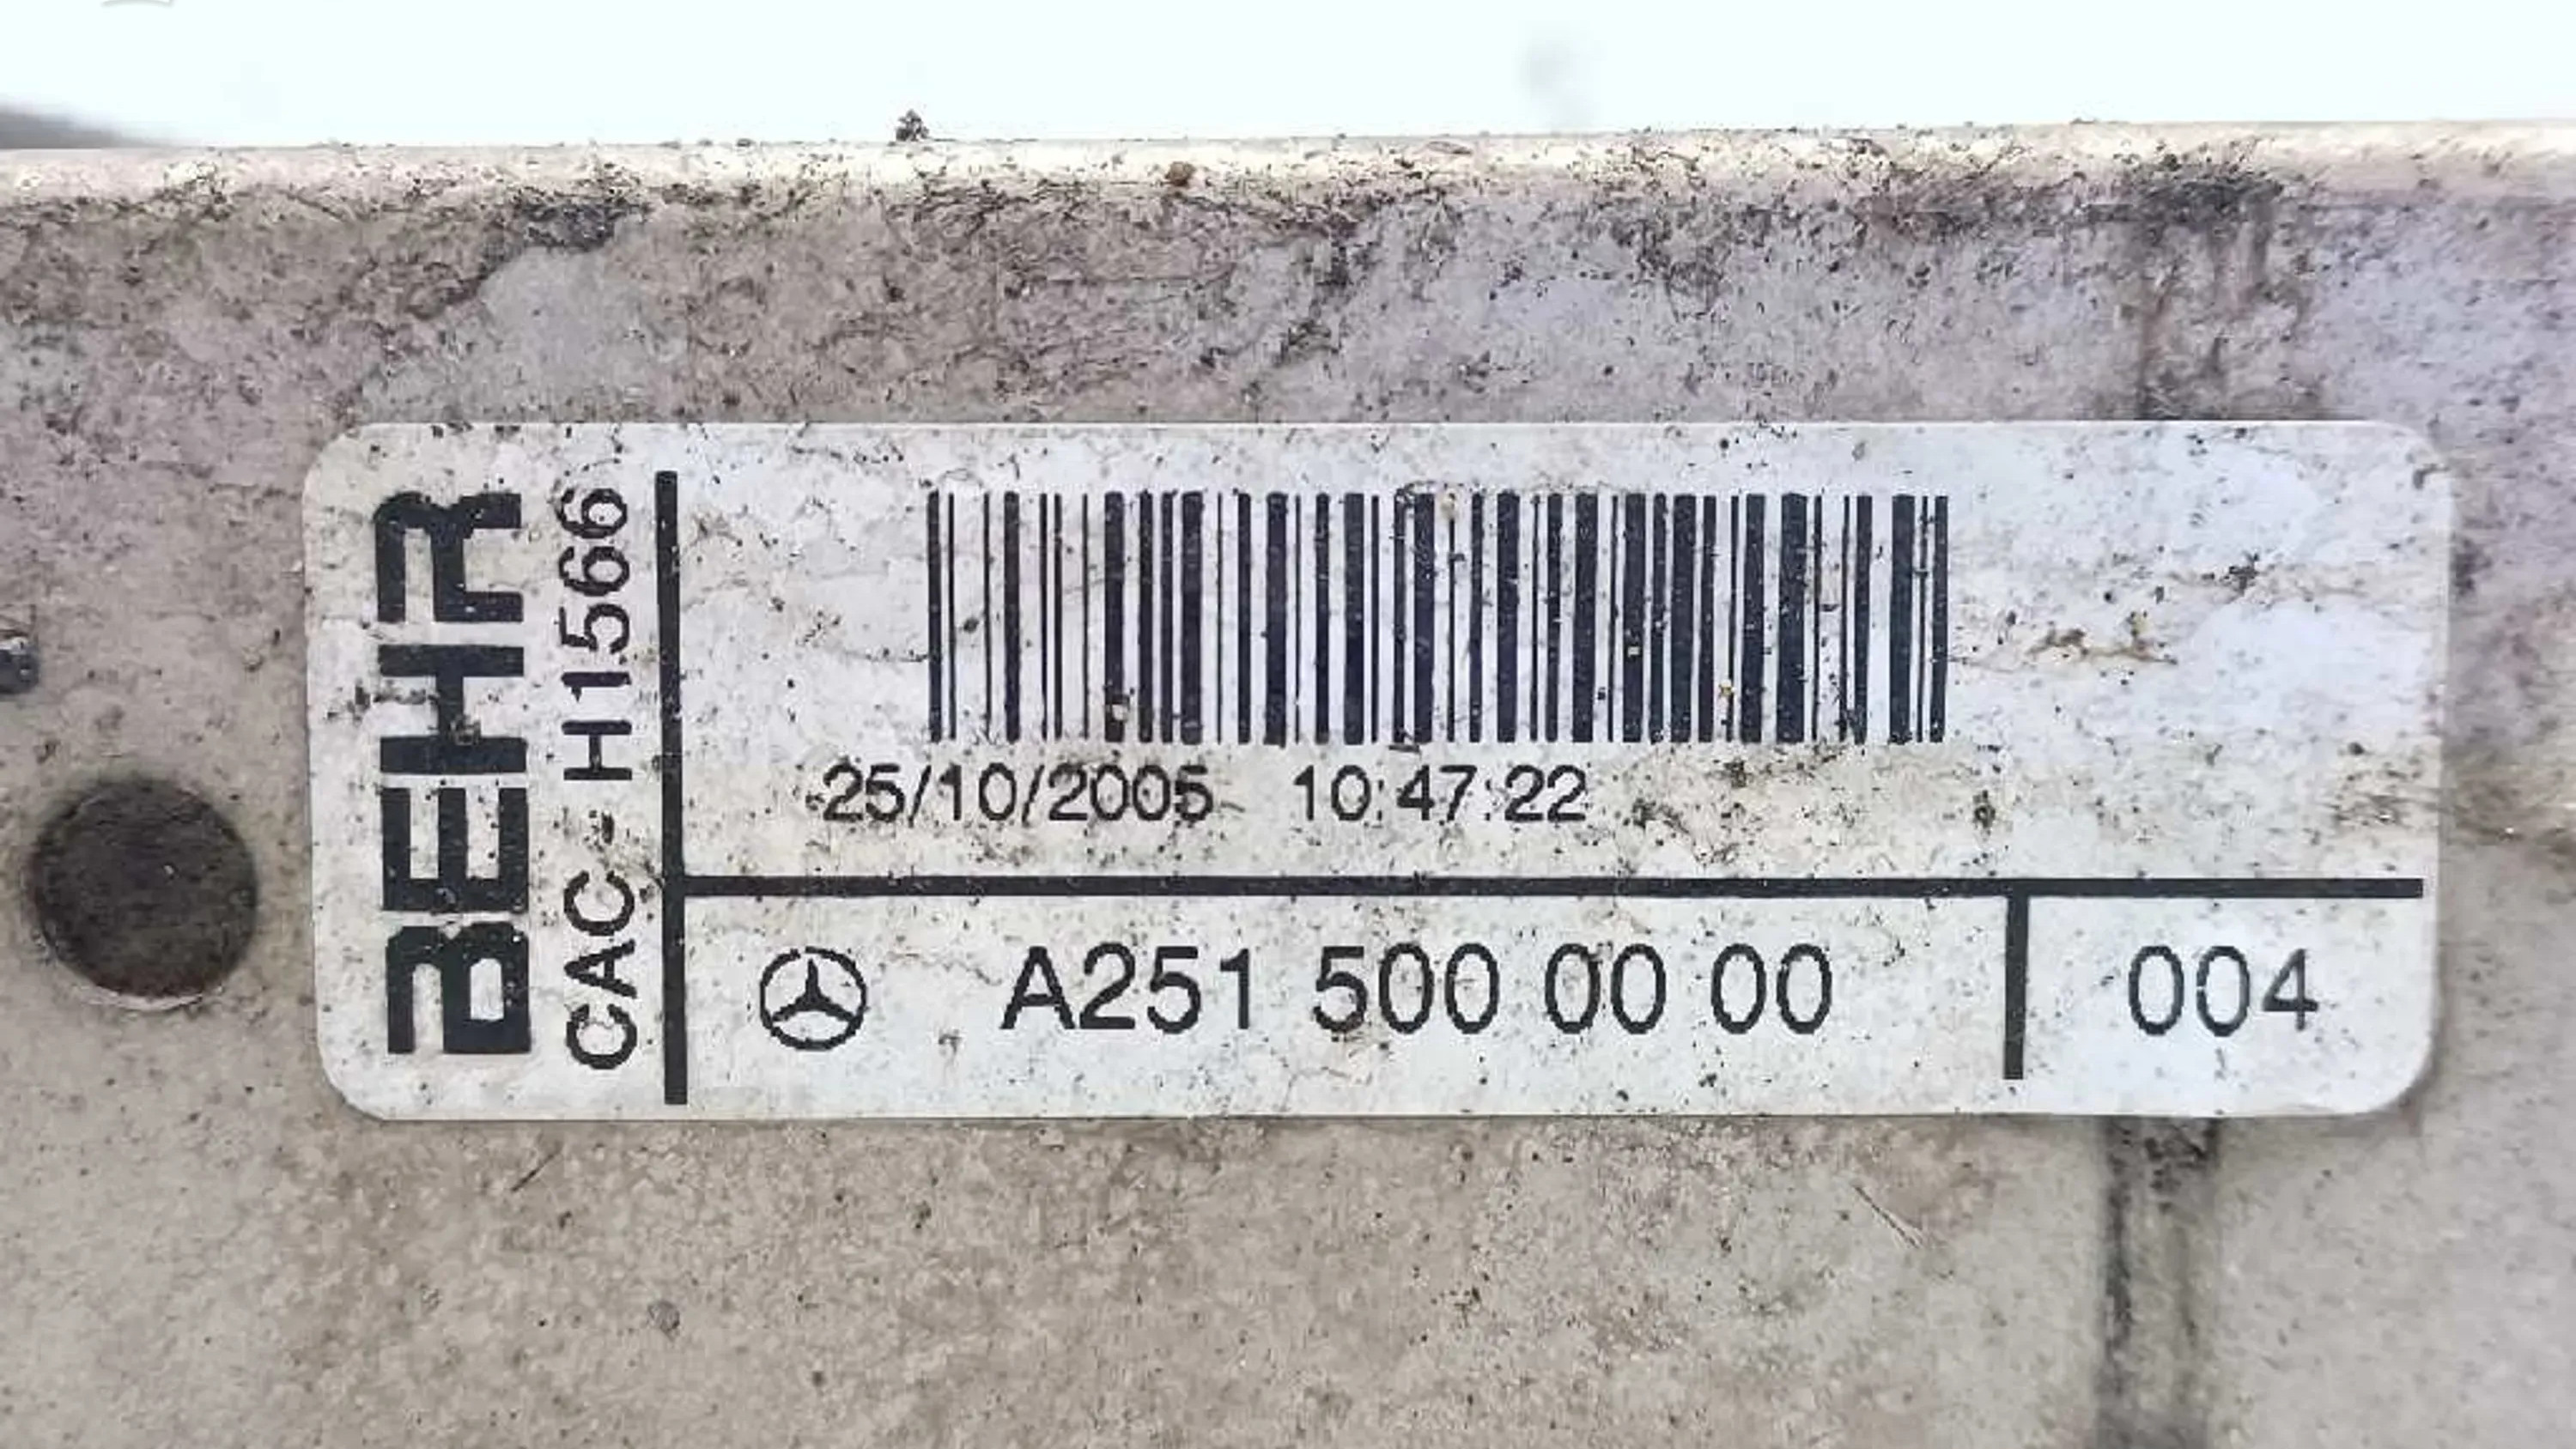 BEHR
CAC - H1566
25/10/2005 10:47:22
A251 500 00 00
004